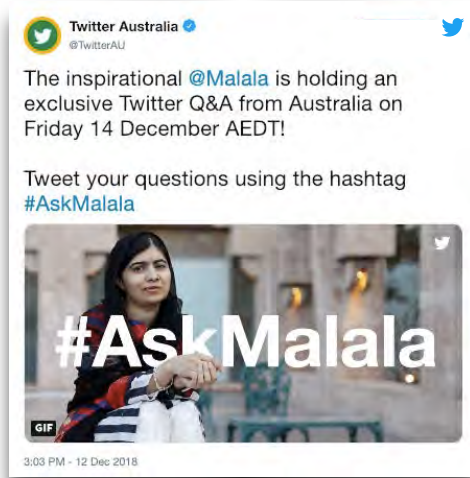 Twitter Australia
@TwitterAU
The inspirational @Malala is holding an
exclusive Twitter Q&A from Australia on
Friday 14 December AEDT!
Tweet your questions using the hashtag
#AskMalala
#AskMalala
GIF
3:03 PM - 12 Dec 2018